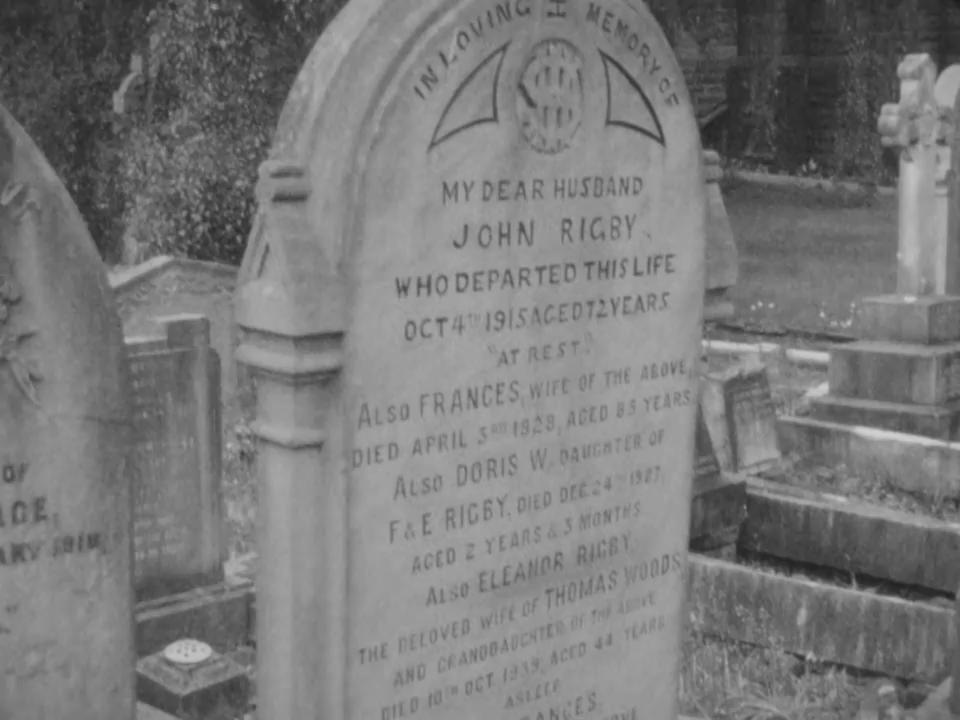 IN LOVING MEMORY OF
IHS
MY DEAR HUSBAND
JOHN RIGBY,
WHO DEPARTED THIS LIFE
OCT 4TH 1915 AGED 72 YEARS.
"AT REST."
ALSO FRANCES, WIFE OF THE ABOVE,
DIED APRIL 3RD 1928, AGED 85 YEARS.
ALSO DORIS W. DAUGHTER OF
F & E RIGBY, DIED DEC. 24TH 1927,
AGED 2 YEARS & 3 MONTHS.
ALSO ELEANOR RIGBY,
THE BELOVED WIFE OF THOMAS WOODS
AND GRANDDAUGHTER OF THE ABOVE
DIED 10TH OCT. 1939, AGED 44 YEARS
ASLEEP
OF